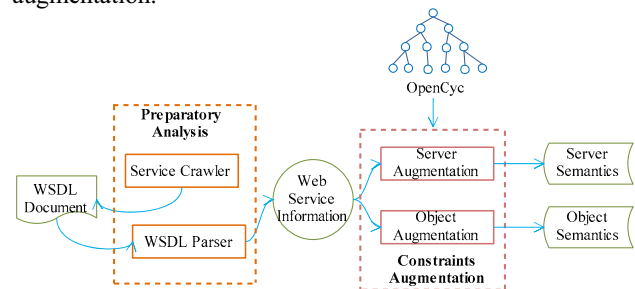 augmentation.
OpenCyc
Preparatory
Analysis
Service Crawler
WSDL
Document
WSDL Parser
Web
Service
Information
Server
Augmentation
Object
Augmentation
Constraints
Augmentation
Server
Semantics
Object
Semantics